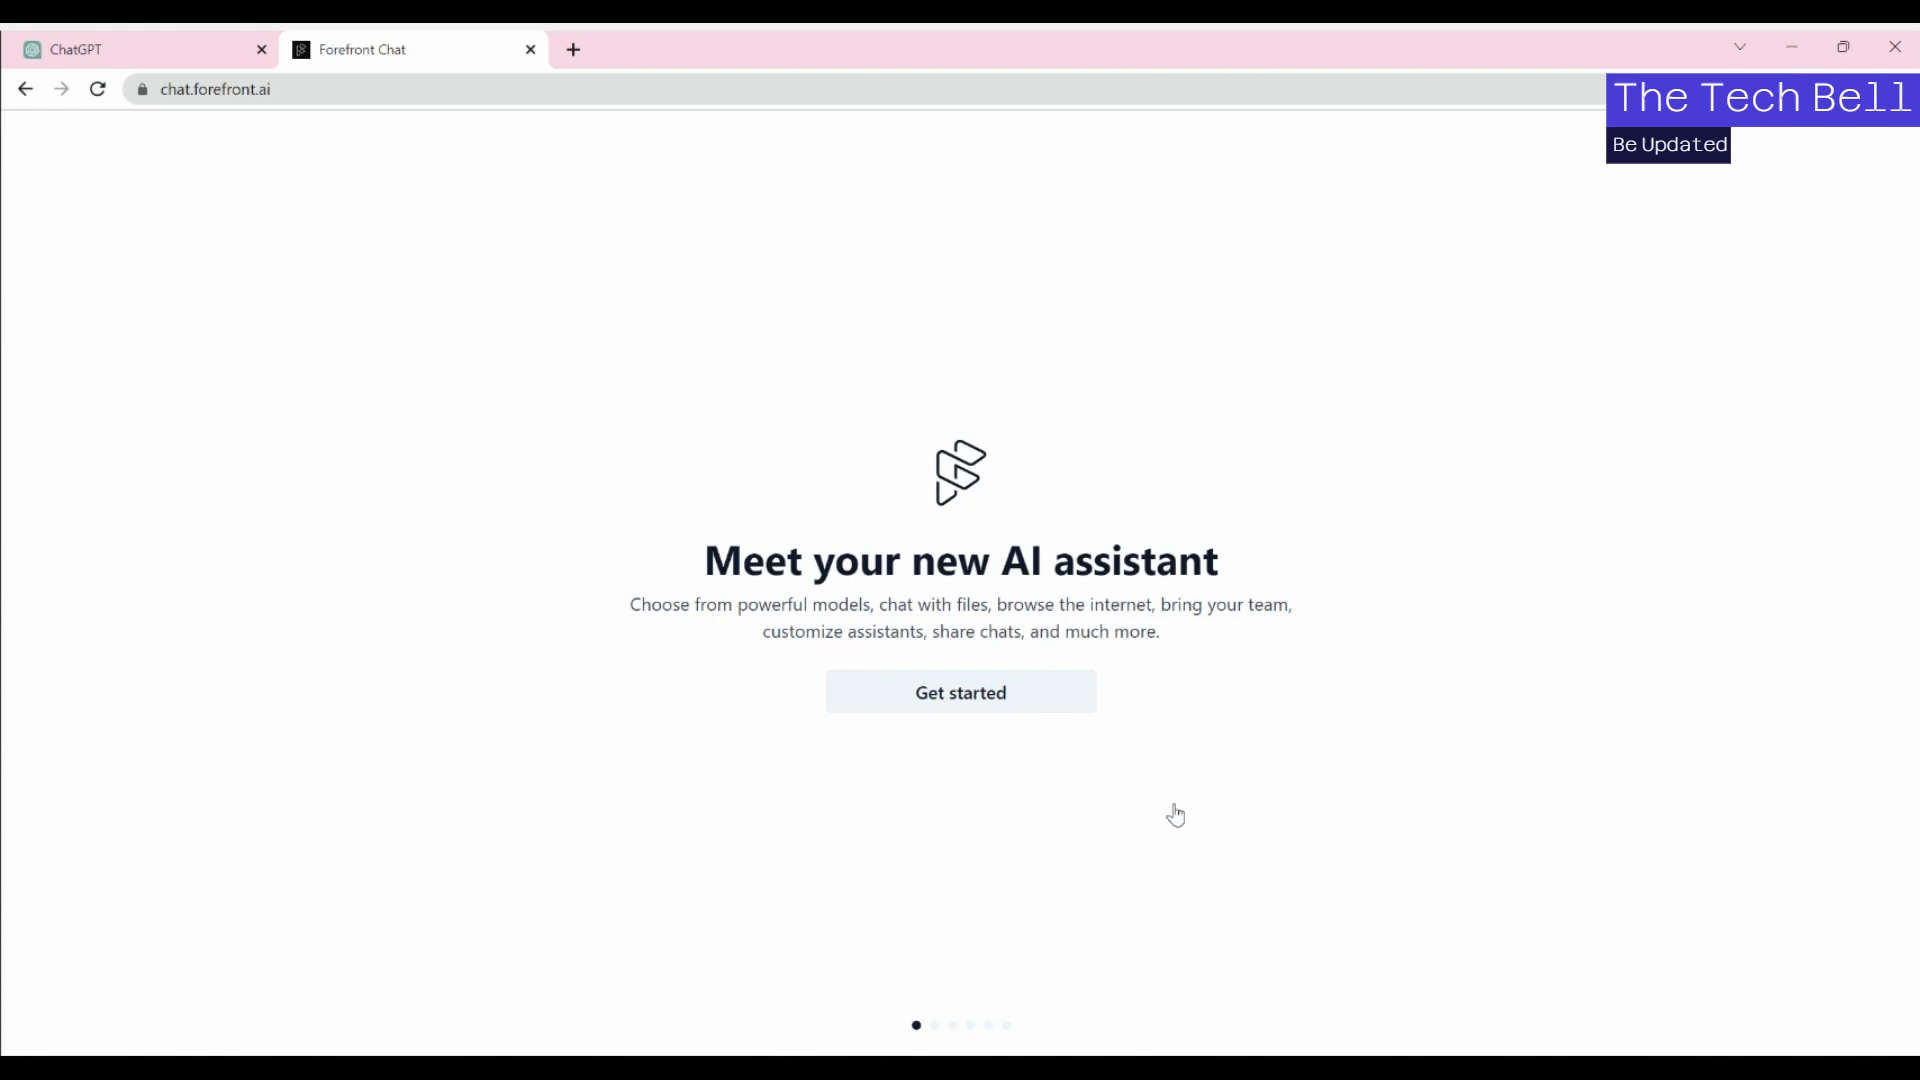 ChatGPT
Forefront Chat
chat.forefront.ai
The Tech Bell
Be Updated
Meet your new AI assistant
Choose from powerful models, chat with files, browse the internet, bring your team,
customize assistants, share chats, and much more.
Get started